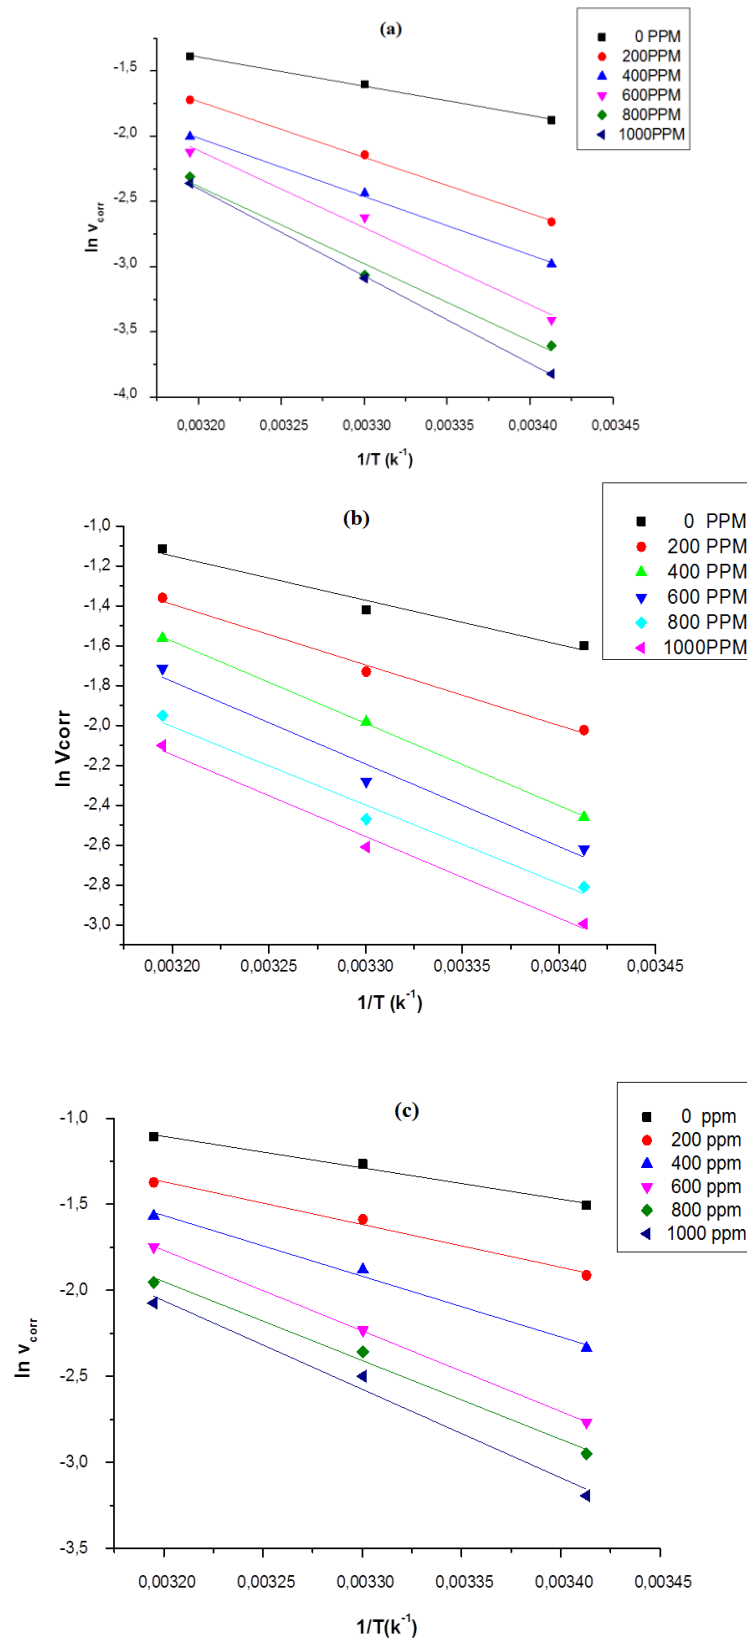 (a)
0 PPM
200PPM
400PPM
600PPM
800PPM
1000PPM
-1,5
-2,0
-2,5
-3,0
-3,5
-4,0
ln vcorr
0,00320 0,00325 0,00330 0,00335 0,00340 0,00345
1/T (k-1)
(b)
0 PPM
200 PPM
400 PPM
600 PPM
800 PPM
1000PPM
-1,0
-1,2
-1,4
-1,6
-1,8
-2,0
-2,2
-2,4
-2,6
-2,8
-3,0
ln Vcorr
0,00320 0,00325 0,00330 0,00335 0,00340 0,00345
1/T (k-1)
(c)
0 ppm
200 ppm
400 ppm
600 ppm
800 ppm
1000 ppm
-1,0
-1,5
-2,0
-2,5
-3,0
-3,5
ln vcorr
0,00320 0,00325 0,00330 0,00335 0,00340 0,00345
1/T(k-1)